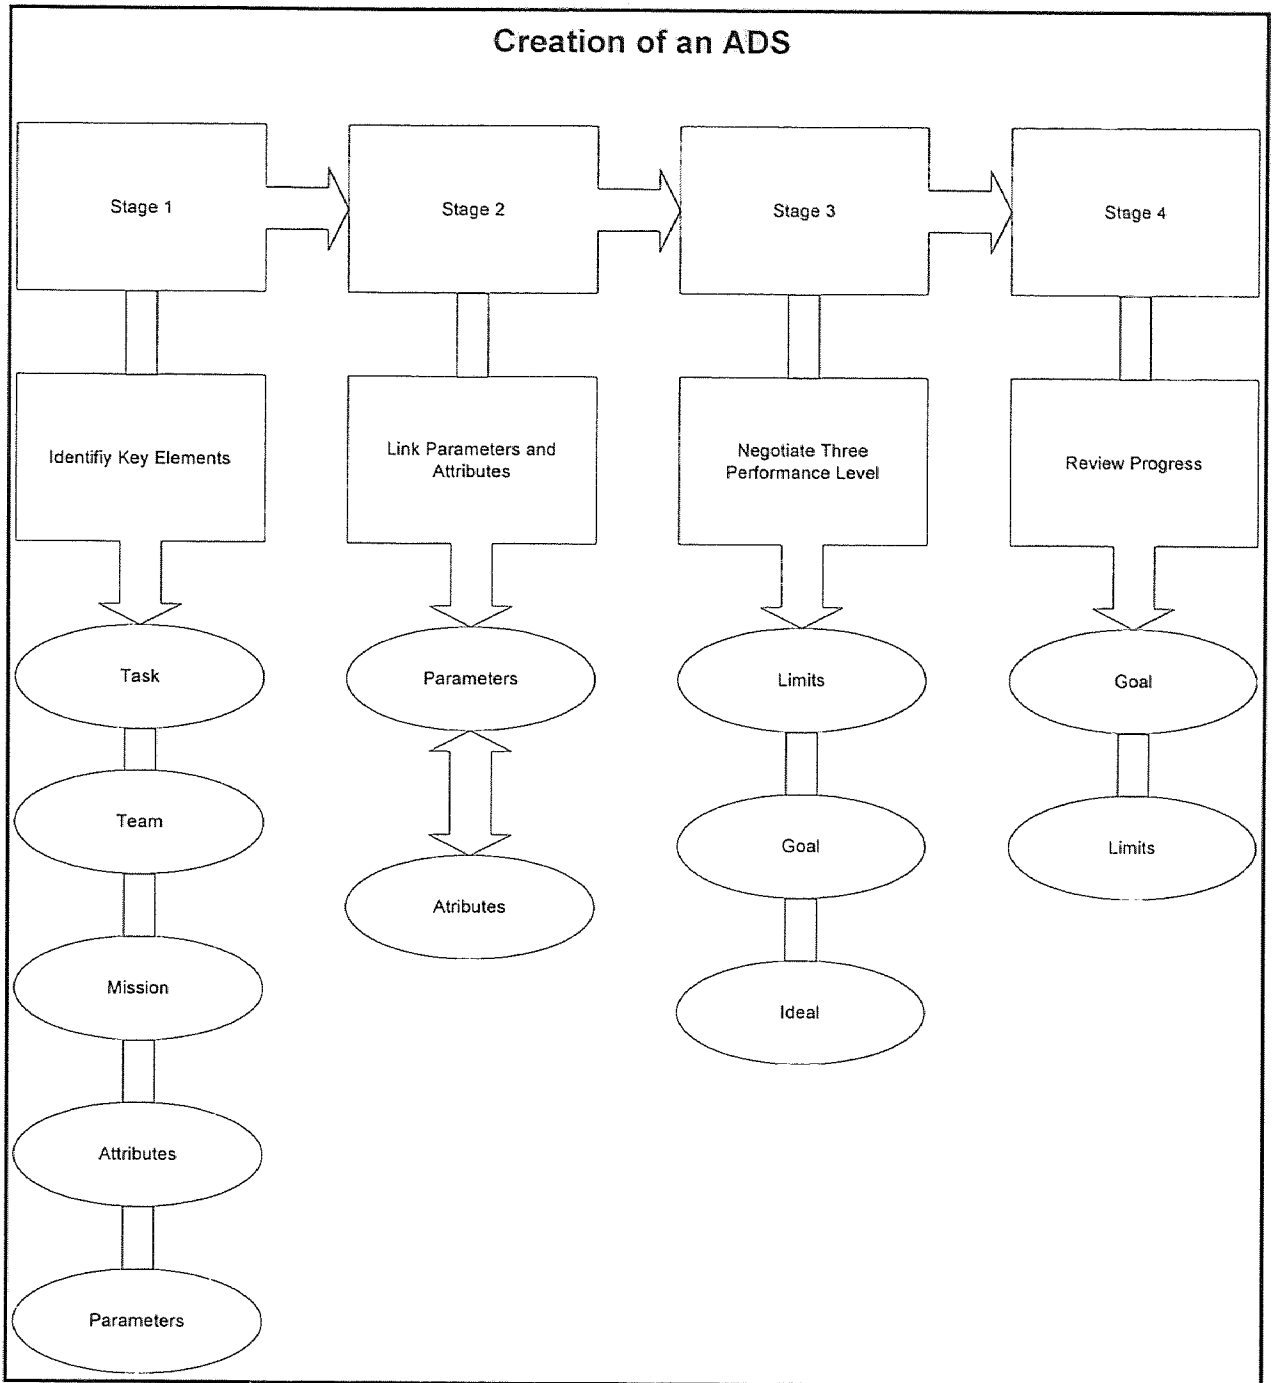 Creation of an ADS
Stage 1
Stage 2
Stage 3
Stage 4
Identifiy Key Elements
Link Parameters and
Attributes
Negotiate Three
Performance Level
Review Progress
Task
Parameters
Limits
Goal
Team
Goal
Limits
Atributes
Mission
Ideal
Attributes
Parameters